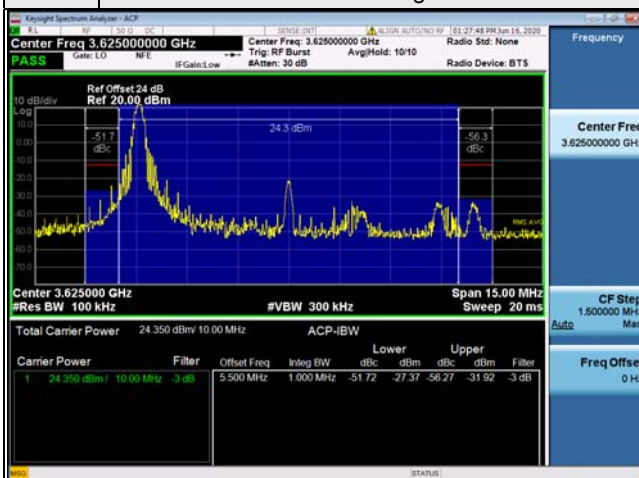 Keysight Spectrum Analyzer - ACP
RL RF 50 Ω DC SENSE:INT ALIGN AUTO/NO RF 01:27:48 PM Jun 16, 2020
Center Freq 3.625000000 GHz
Center Freq: 3.625000000 GHz
Radio Std: None
Trig: RF Burst Avg|Hold: 10/10
PASS Gate: LO NFE IFGain:Low #Atten: 30 dB Radio Device: BTS
Ref Offset 24 dB
10 dB/div Ref 20.00 dBm
Log
10.0
0.00
24.3 dBm
-51.7
dBc
-56.3
dBc
RMS AVG
Center 3.625000 GHz Span 15.00 MHz
#Res BW 100 kHz #VBW 300 kHz Sweep 20 ms
Total Carrier Power 24.350 dBm/ 10.00 MHz ACP-IBW
Lower Upper
Carrier Power Filter Offset Freq Integ BW dBc dBm dBc dBm Filter
1 24.350 dBm / 10.00 MHz -3 dB 5.500 MHz 1.000 MHz -51.72 -27.37 -56.27 -31.92 -3 dB
MSG STATUS
Frequency
Center Freq
3.625000000 GHz
CF Step
1.500000 MHz
Auto Man
Freq Offset
0 Hz